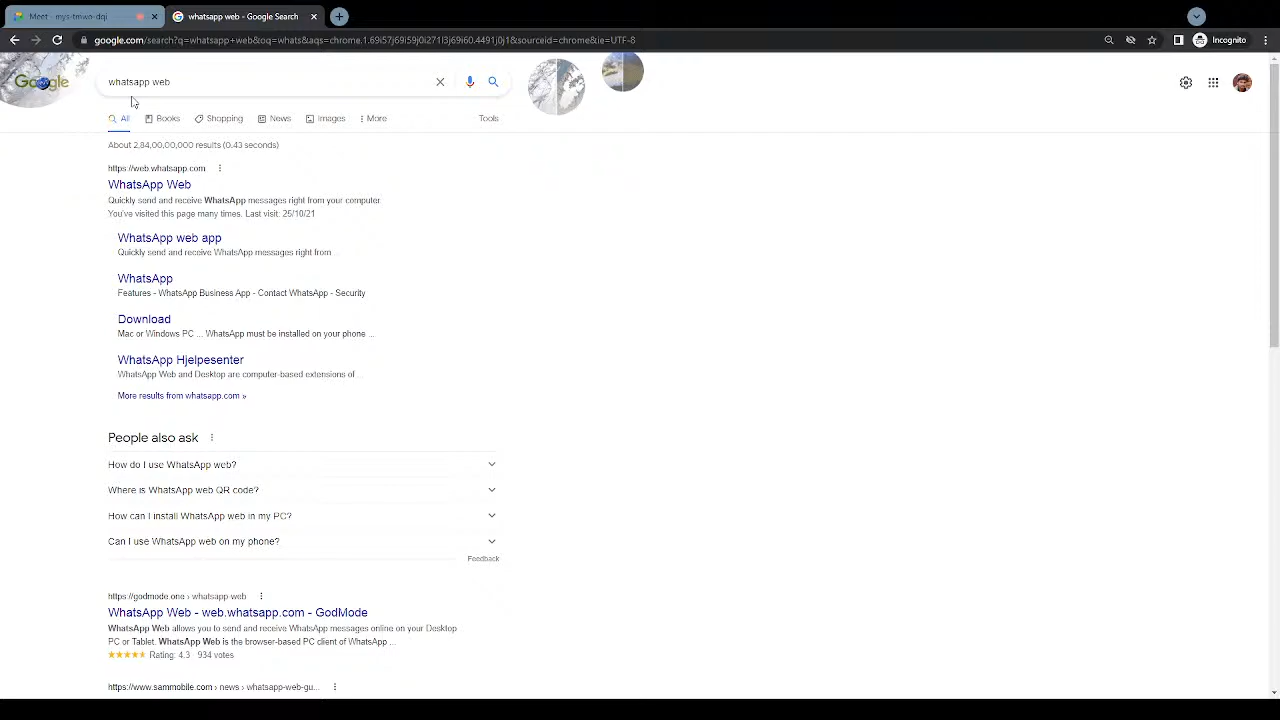 Meet - mys-tmwo-dqi
whatsapp web - Google Search
google.com/search?q=whatsapp+web&oq=whats&aqs=chrome.1.69i57j69i59j0i271l3j69i60.4491j0j1&sourceid=chrome&ie=UTF-8
Incognito
Google
whatsapp web
All
Books
Shopping
News
Images
More
Tools
About 2,84,00,00,000 results (0.43 seconds)
https://web.whatsapp.com
WhatsApp Web
Quickly send and receive WhatsApp messages right from your computer.
You've visited this page many times. Last visit: 25/10/21
WhatsApp web app
Quickly send and receive WhatsApp messages right from ...
WhatsApp
Features - WhatsApp Business App - Contact WhatsApp - Security
Download
Mac or Windows PC ... WhatsApp must be installed on your phone ...
WhatsApp Hjelpesenter
WhatsApp Web and Desktop are computer-based extensions of ...
More results from whatsapp.com »
People also ask
How do I use WhatsApp web?
Where is WhatsApp web QR code?
How can I install WhatsApp web in my PC?
Can I use WhatsApp web on my phone?
Feedback
https://godmode.one › whatsapp-web
WhatsApp Web - web.whatsapp.com - GodMode
WhatsApp Web allows you to send and receive WhatsApp messages online on your Desktop
PC or Tablet. WhatsApp Web is the browser-based PC client of WhatsApp ...
Rating: 4.3 · 934 votes
https://www.sammobile.com › news › whatsapp-web-gu...